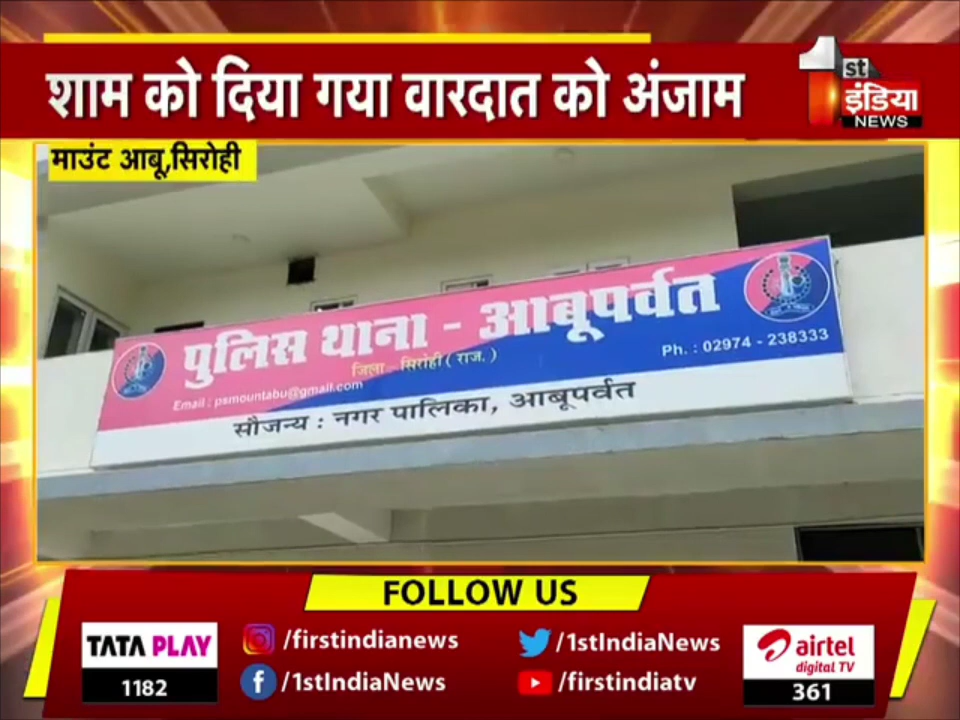 शाम को दिया गया वारदात को अंजाम
1st
इंडिया
NEWS
माउंट आबू,सिरोही
पुलिस थाना - आबूपर्वत
जिला - सिरोही ( राज. )
Email : psmountabu@gmail.com
Ph. : 02974 - 238333
सौजन्य : नगर पालिका, आबूपर्वत
FOLLOW US
TATA PLAY
1182
/firstindianews
/1stIndiaNews
/1stIndiaNews
/firstindiatv
airtel
digital TV
361